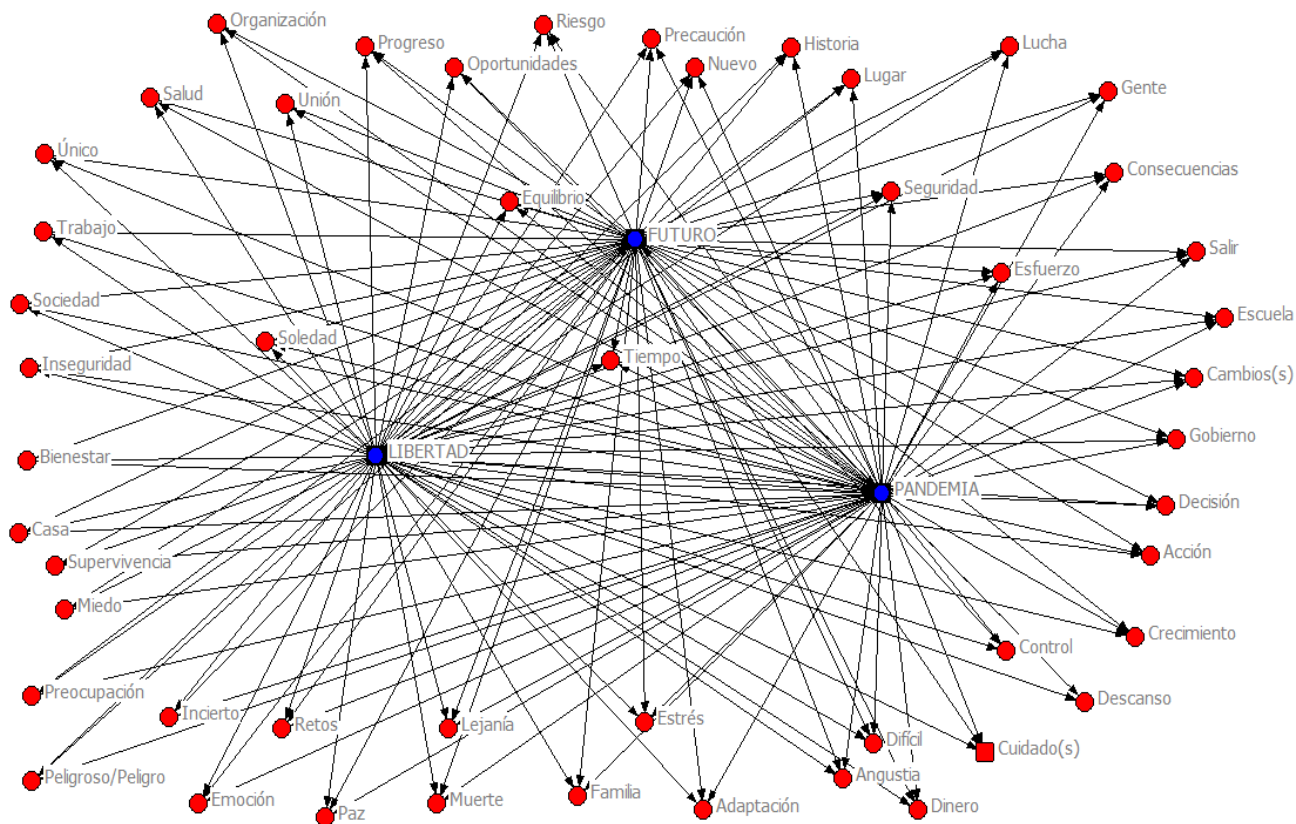 Organización
Riesgo
Progreso
Precaución
Historia
Lucha
Oportunidades
Nuevo
Lugar
Gente
Salud
Unión
Único
Consecuencias
Equilibrio
Seguridad
Trabajo
FUTURO
Salir
Esfuerzo
Sociedad
Escuela
Soledad
Tiempo
Inseguridad
Cambios(s)
Gobierno
LIBERTAD
Bienestar
PANDEMIA
Decisión
Casa
Acción
Supervivencia
Miedo
Crecimiento
Control
Preocupación
Descanso
Incierto
Retos
Lejanía
Estrés
Difícil
Cuidado(s)
Peligroso/Peligro
Angustia
Emoción
Paz
Muerte
Familia
Adaptación
Dinero